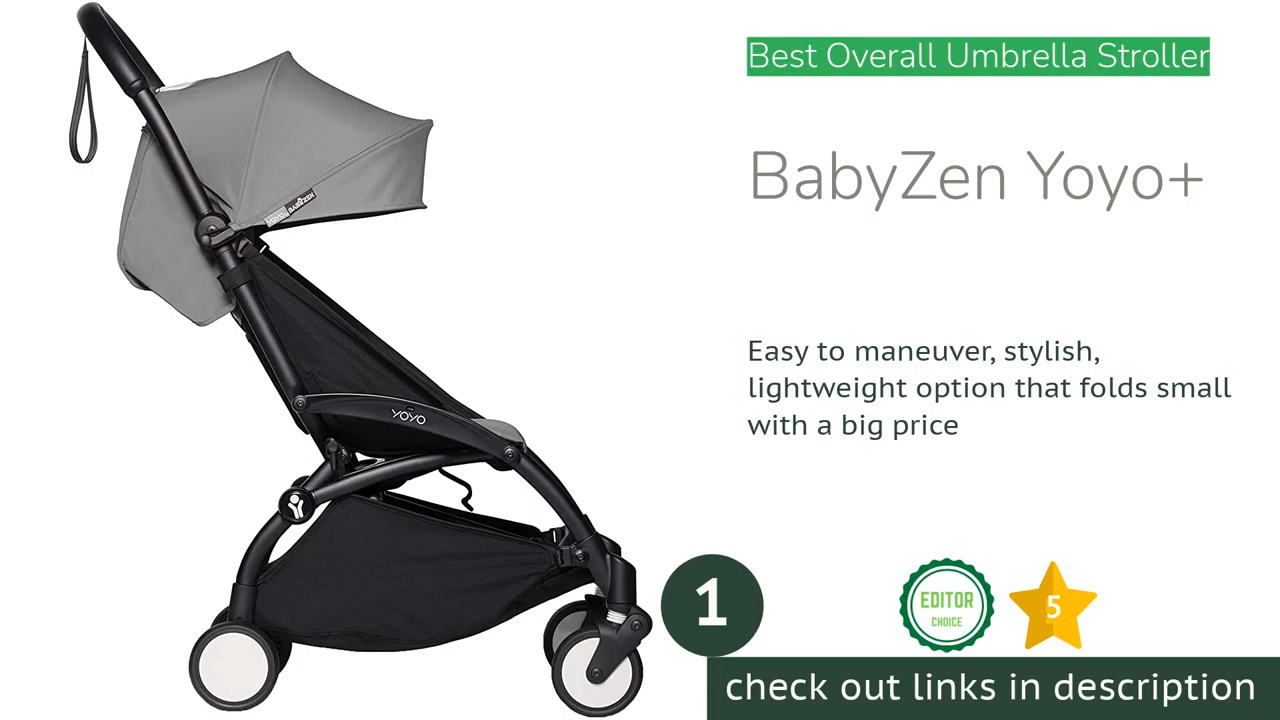 Best Overall Umbrella Stroller
BabyZen Yoyo+
Easy to maneuver, stylish,
lightweight option that folds small
with a big price
YOYO
BABYZEN
YOYO
1
EDITOR
CHOICE
5
check out links in description